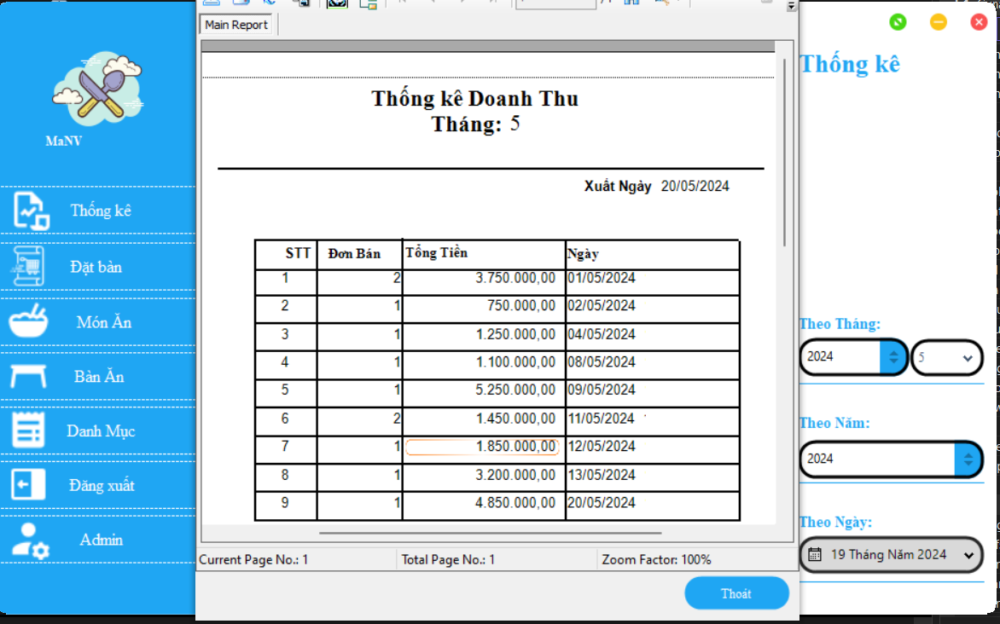 MaNV
Thống kê
Đặt bàn
Món Ăn
Bàn Ăn
Danh Mục
Đăng xuất
Admin
Main Report
Thống kê Doanh Thu
Tháng: 5
Xuất Ngày 20/05/2024
STT Đơn Bán Tổng Tiền Ngày
1 2 3.750.000,00 01/05/2024
2 1 750.000,00 02/05/2024
3 1 1.250.000,00 04/05/2024
4 1 1.100.000,00 08/05/2024
5 1 5.250.000,00 09/05/2024
6 2 1.450.000,00 11/05/2024
7 1 1.850.000,00 12/05/2024
8 1 3.200.000,00 13/05/2024
9 1 4.850.000,00 20/05/2024
Current Page No.: 1 Total Page No.: 1 Zoom Factor: 100%
Thoát
Thống kê
Theo Tháng:
2024 5
Theo Năm:
2024
Theo Ngày:
19 Tháng Năm 2024